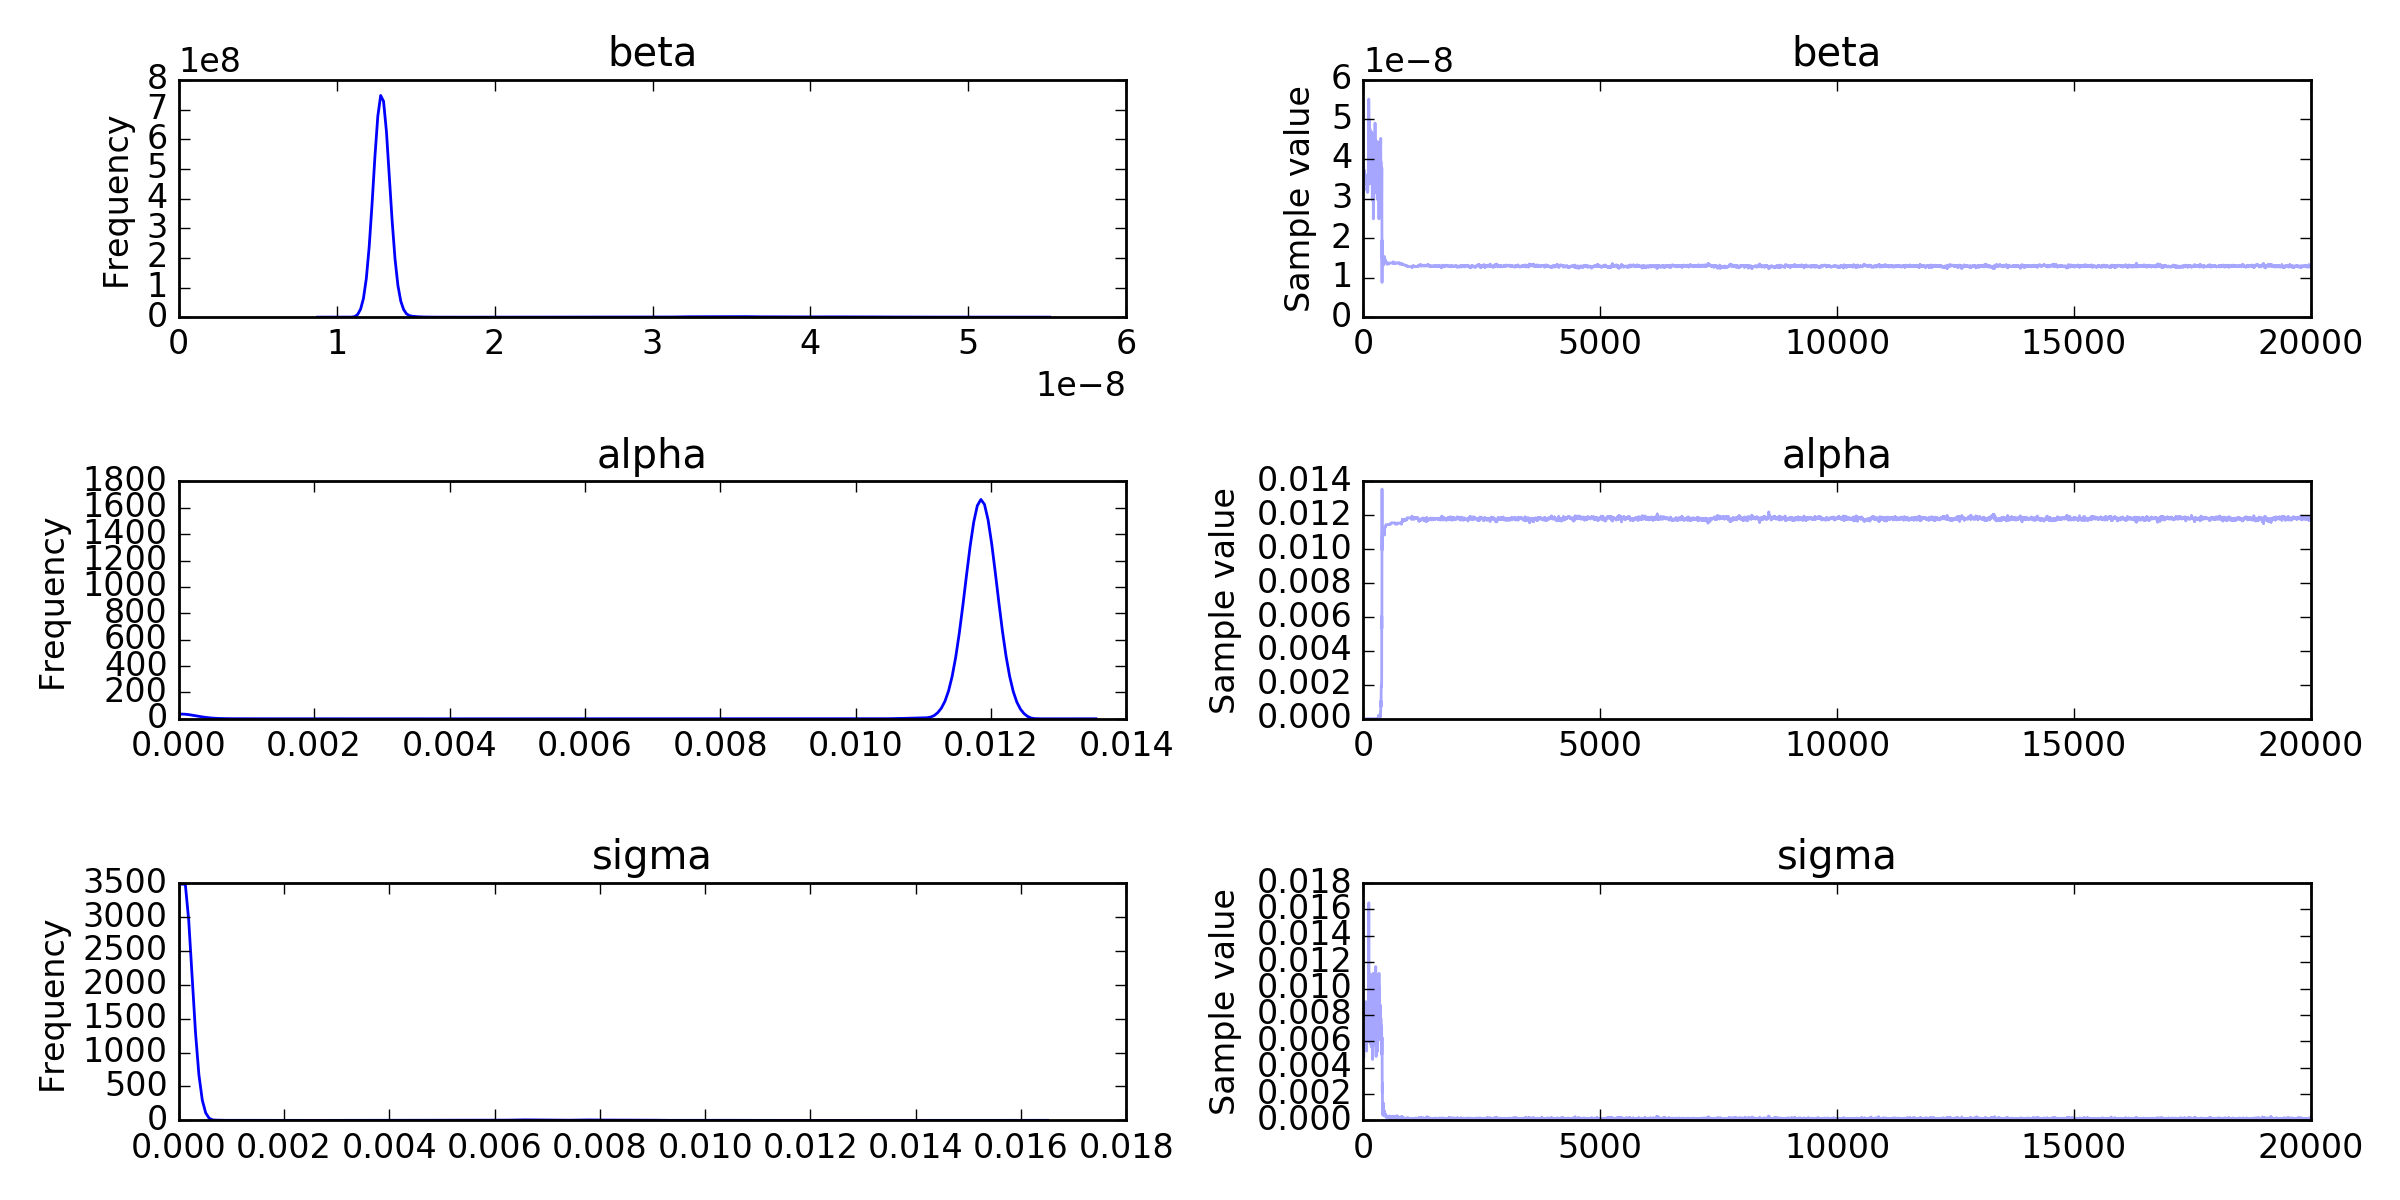 beta
1e8
Frequency
8
7
6
5
4
3
2
1
0
0 1 2 3 4 5 6
1e−8
beta
1e−8
Sample value
6
5
4
3
2
1
0
0 5000 10000 15000 20000
alpha
Frequency
1800
1600
1400
1200
1000
800
600
400
200
0
0.000 0.002 0.004 0.006 0.008 0.010 0.012 0.014
alpha
Sample value
0.014
0.012
0.010
0.008
0.006
0.004
0.002
0.000
0 5000 10000 15000 20000
sigma
Frequency
3500
3000
2500
2000
1500
1000
500
0
0.000 0.002 0.004 0.006 0.008 0.010 0.012 0.014 0.016 0.018
sigma
Sample value
0.018
0.016
0.014
0.012
0.010
0.008
0.006
0.004
0.002
0.000
0 5000 10000 15000 20000